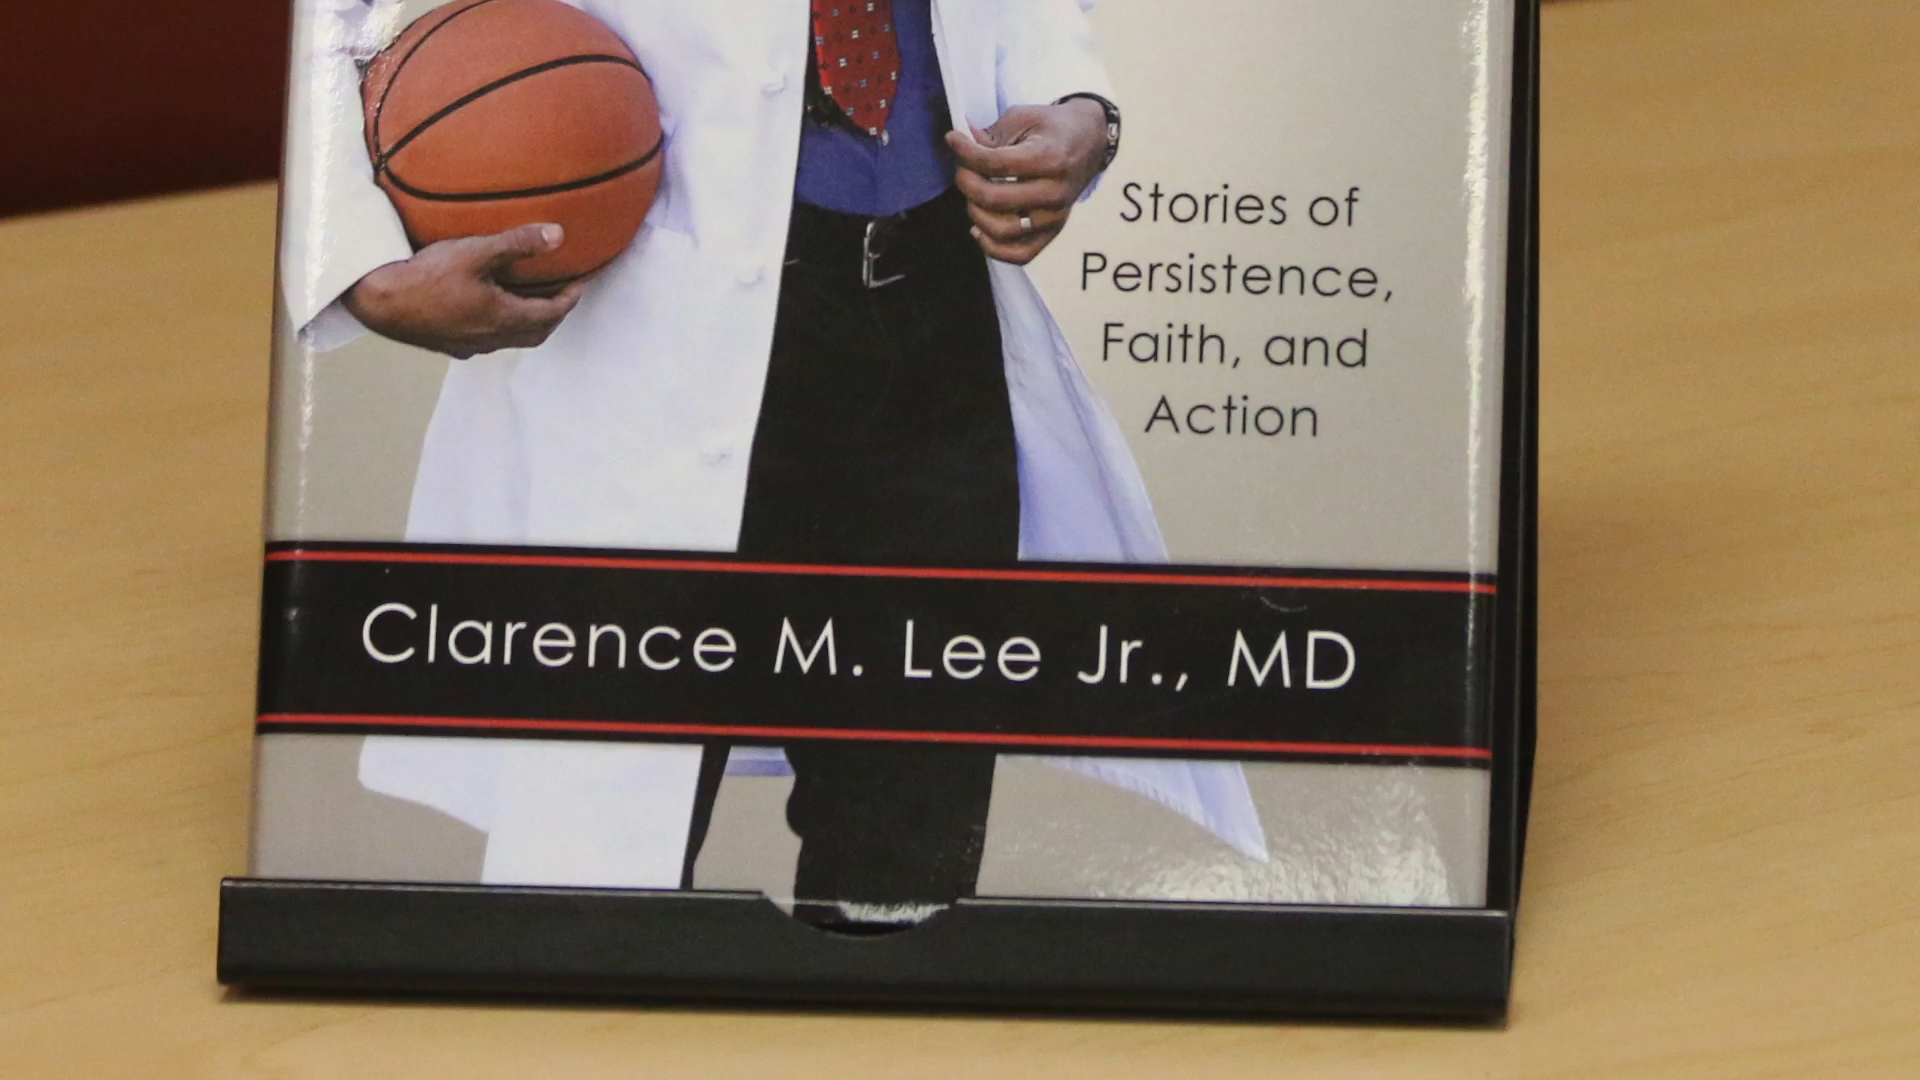 Stories of
Persistence,
Faith, and
Action
Clarence M. Lee Jr., MD